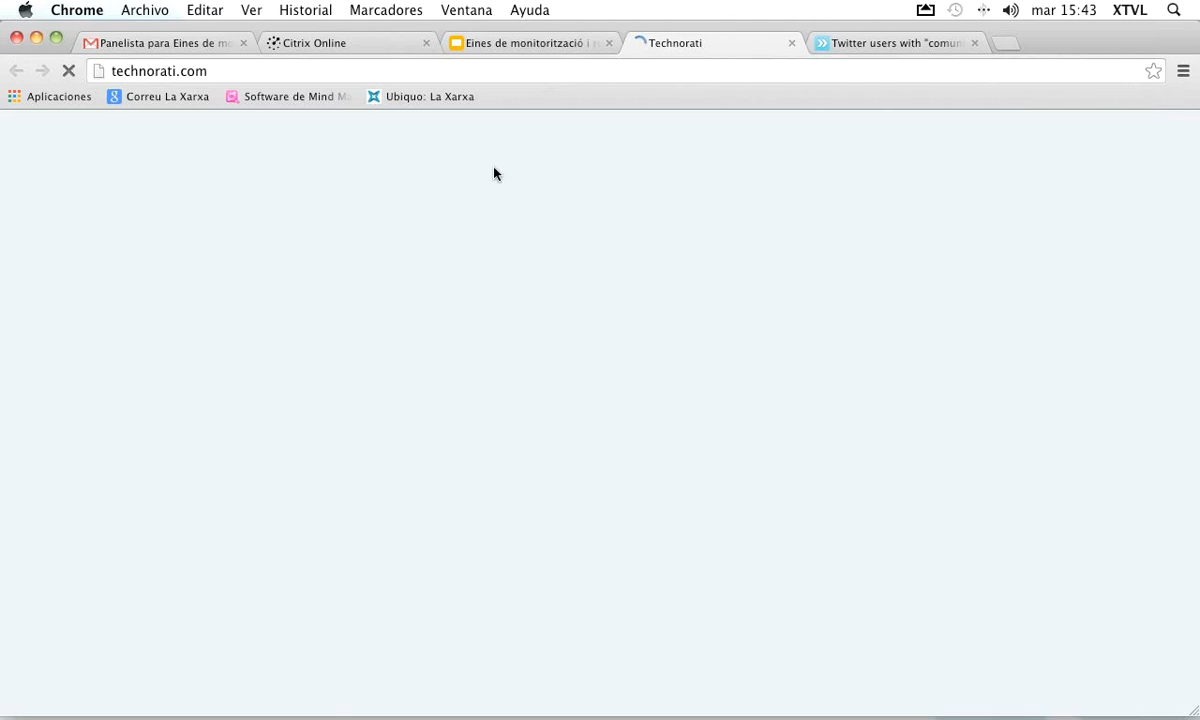 Chrome Archivo Editar Ver Historial Marcadores Ventana Ayuda mar 15:43 XTVL
Panelista para Eines de mo Citrix Online Eines de monitorització i Technorati Twitter users with "comun
technorati.com
Aplicaciones Correu La Xarxa Software de Mind Ma Ubiquo: La Xarxa